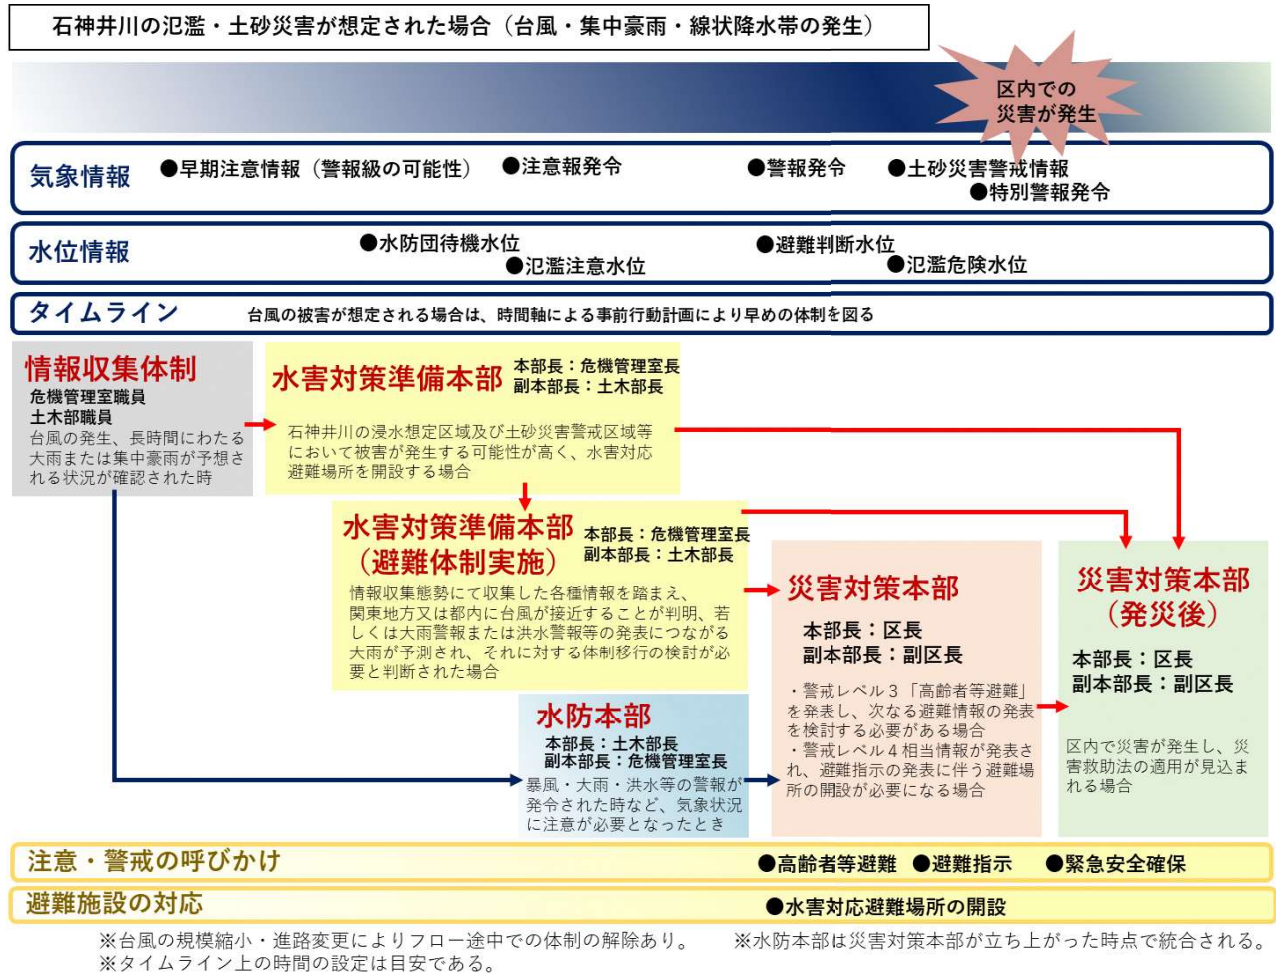 石神井川の氾濫・土砂災害が想定された場合（台風・集中豪雨・線状降水帯の発生）
区内での
災害が発生
気象情報
●早期注意情報（警報級の可能性）
●注意報発令
●警報発令
●土砂災害警戒情報
●特別警報発令
水位情報
●水防団待機水位
●氾濫注意水位
●避難判断水位
●氾濫危険水位
タイムライン
台風の被害が想定される場合は、時間軸による事前行動計画により早めの体制を図る
情報収集体制
危機管理室職員
土木部職員
台風の発生、長時間にわたる
大雨または集中豪雨が予想さ
れる状況が確認された時
水害対策準備本部
本部長：危機管理室長
副本部長：土木部長
石神井川の浸水想定区域及び土砂災害警戒区域等
において被害が発生する可能性が高く、水害対応
避難場所を開設する場合
水害対策準備本部
（避難体制実施）
本部長：危機管理室長
副本部長：土木部長
情報収集態勢にて収集した各種情報を踏まえ、
関東地方又は都内に台風が接近することが判明、若
しくは大雨警報または洪水警報等の発表につながる
大雨が予測され、それに対する体制移行の検討が必
要と判断された場合
水防本部
本部長：土木部長
副本部長：危機管理室長
暴風・大雨・洪水等の警報が
発令された時など、気象状況
に注意が必要となったとき
災害対策本部
本部長：区長
副本部長：副区長
・警戒レベル３「高齢者等避難」
を発表し、次なる避難情報の発表
を検討する必要がある場合
・警戒レベル４相当情報が発表さ
れ、避難指示の発表に伴う避難場
所の開設が必要になる場合
災害対策本部
（発災後）
本部長：区長
副本部長：副区長
区内で災害が発生し、災
害救助法の適用が見込ま
れる場合
注意・警戒の呼びかけ
●高齢者等避難
●避難指示
●緊急安全確保
避難施設の対応
●水害対応避難場所の開設
※台風の規模縮小・進路変更によりフロー途中での体制の解除あり。
※水防本部は災害対策本部が立ち上がった時点で統合される。
※タイムライン上の時間の設定は目安である。